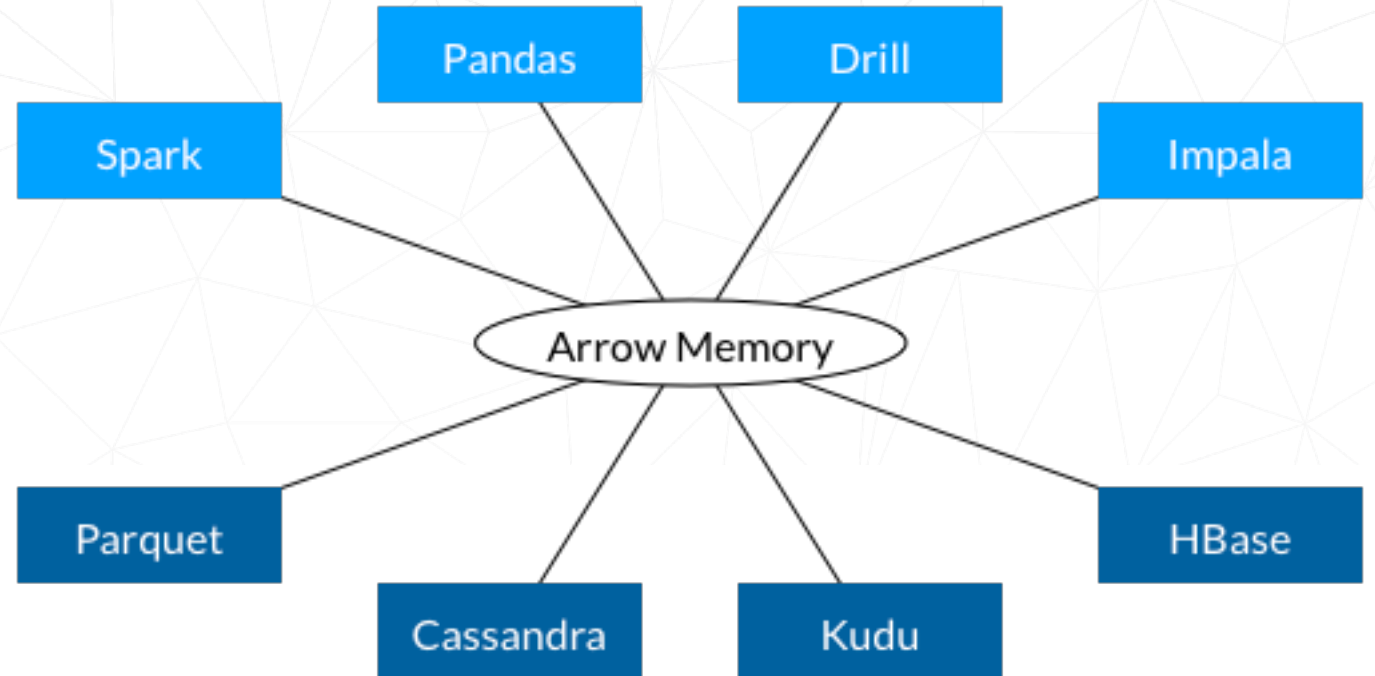 Pandas
Drill
Spark
Impala
Arrow Memory
Parquet
HBase
Cassandra
Kudu